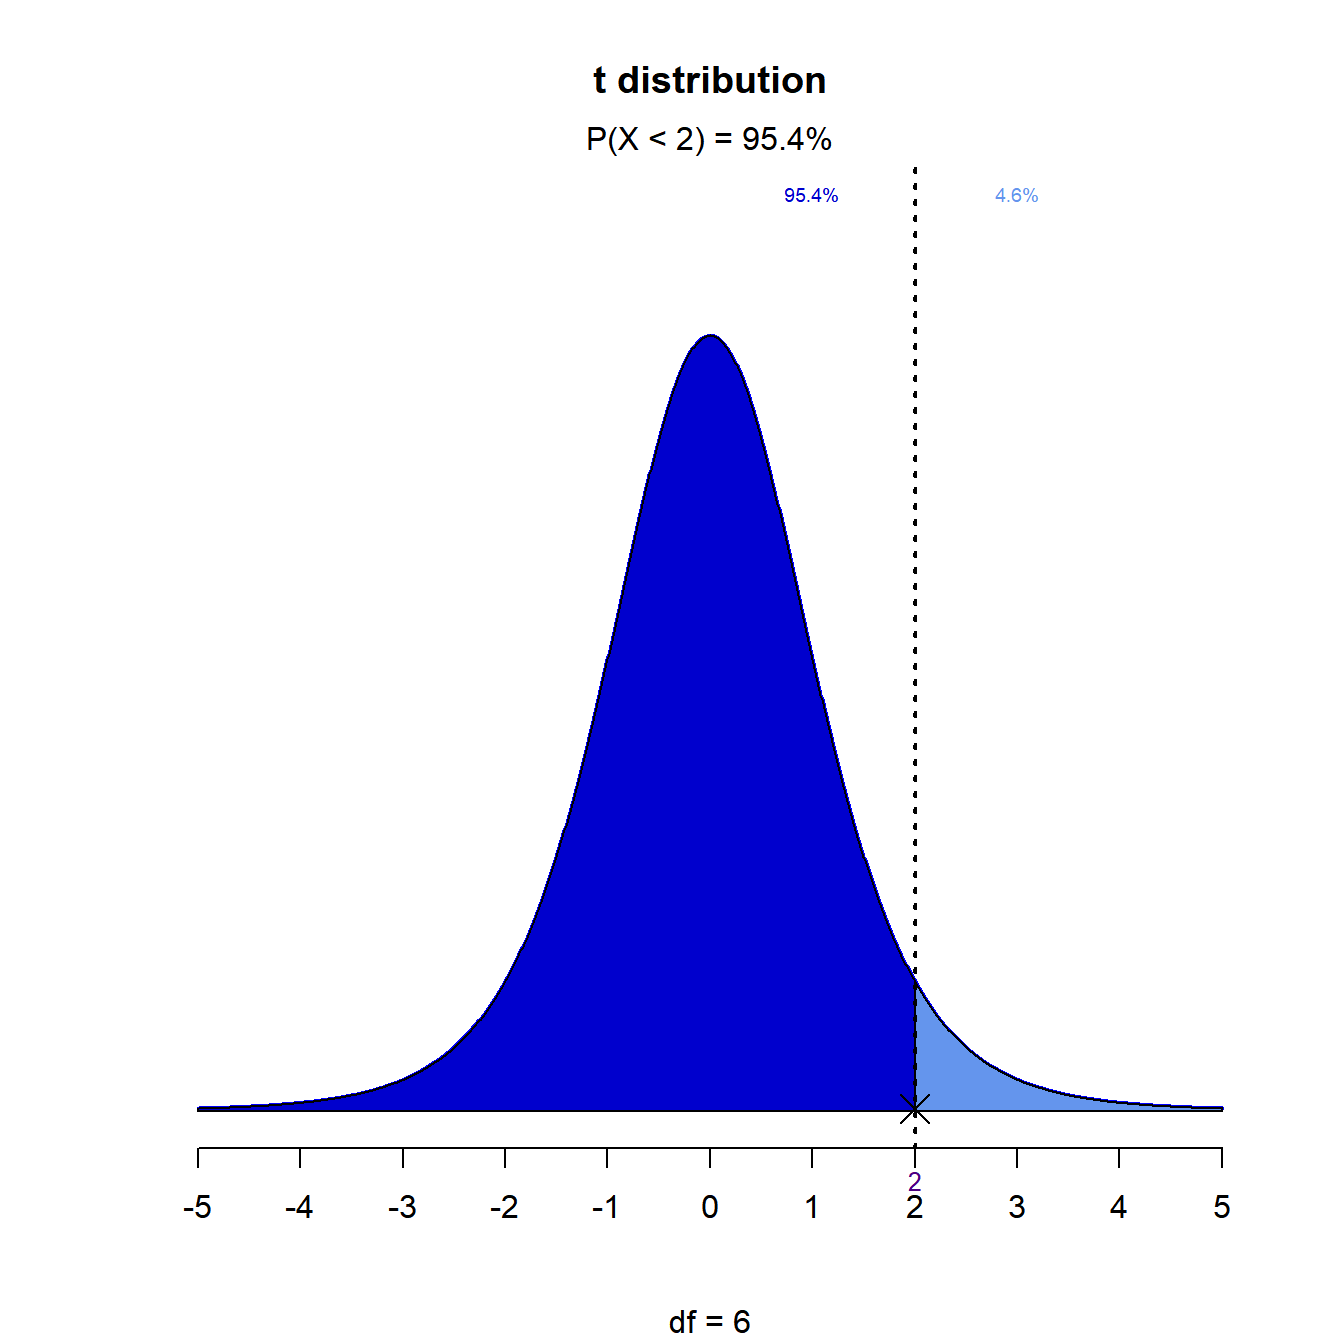 t distribution
P(X < 2) = 95.4%
95.4% 4.6%
2
-5 -4 -3 -2 -1 0 1 2 3 4 5
df = 6